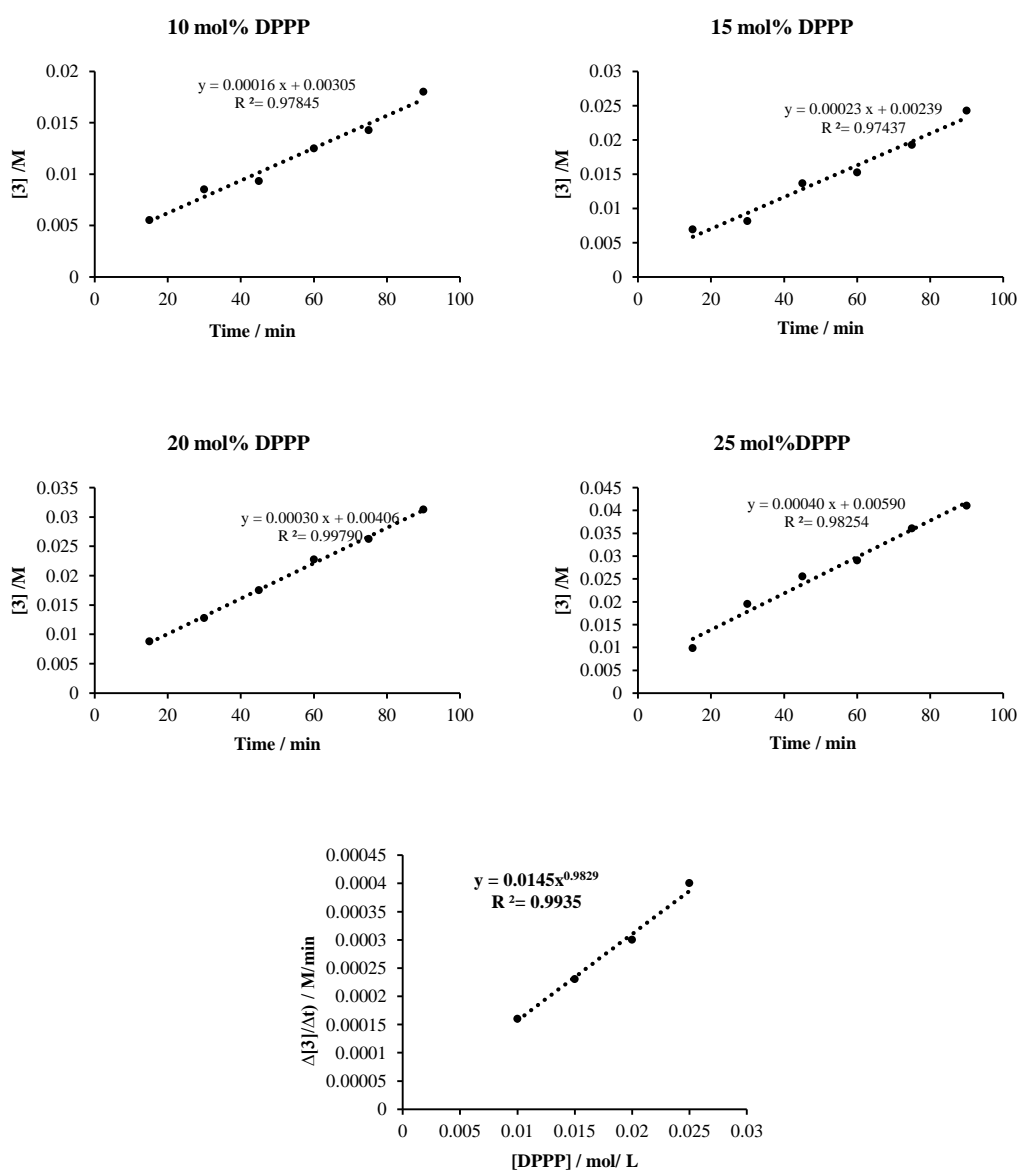 10 mol% DPPP
y = 0.00016 x + 0.00305
R ²= 0.97845
0.02
0.015
0.01
0.005
0
0 20 40 60 80 100
[3] /M
Time / min
15 mol% DPPP
y = 0.00023 x + 0.00239
R ²= 0.97437
0.03
0.025
0.02
0.015
0.01
0.005
0
0 20 40 60 80 100
[3] /M
Time / min
20 mol% DPPP
y = 0.00030 x + 0.00406
R ²= 0.99790
0.035
0.03
0.025
0.02
0.015
0.01
0.005
0
0 20 40 60 80 100
[3] /M
Time / min
25 mol%DPPP
y = 0.00040 x + 0.00590
R ²= 0.98254
0.045
0.04
0.035
0.03
0.025
0.02
0.015
0.01
0.005
0
0 20 40 60 80 100
[3] /M
Time / min
y = 0.0145x^0.9829
R ²= 0.9935
0.00045
0.0004
0.00035
0.0003
0.00025
0.0002
0.00015
0.0001
0.00005
0
0 0.005 0.01 0.015 0.02 0.025 0.03
Δ[3]/Δt) / M/min
[DPPP] / mol/ L